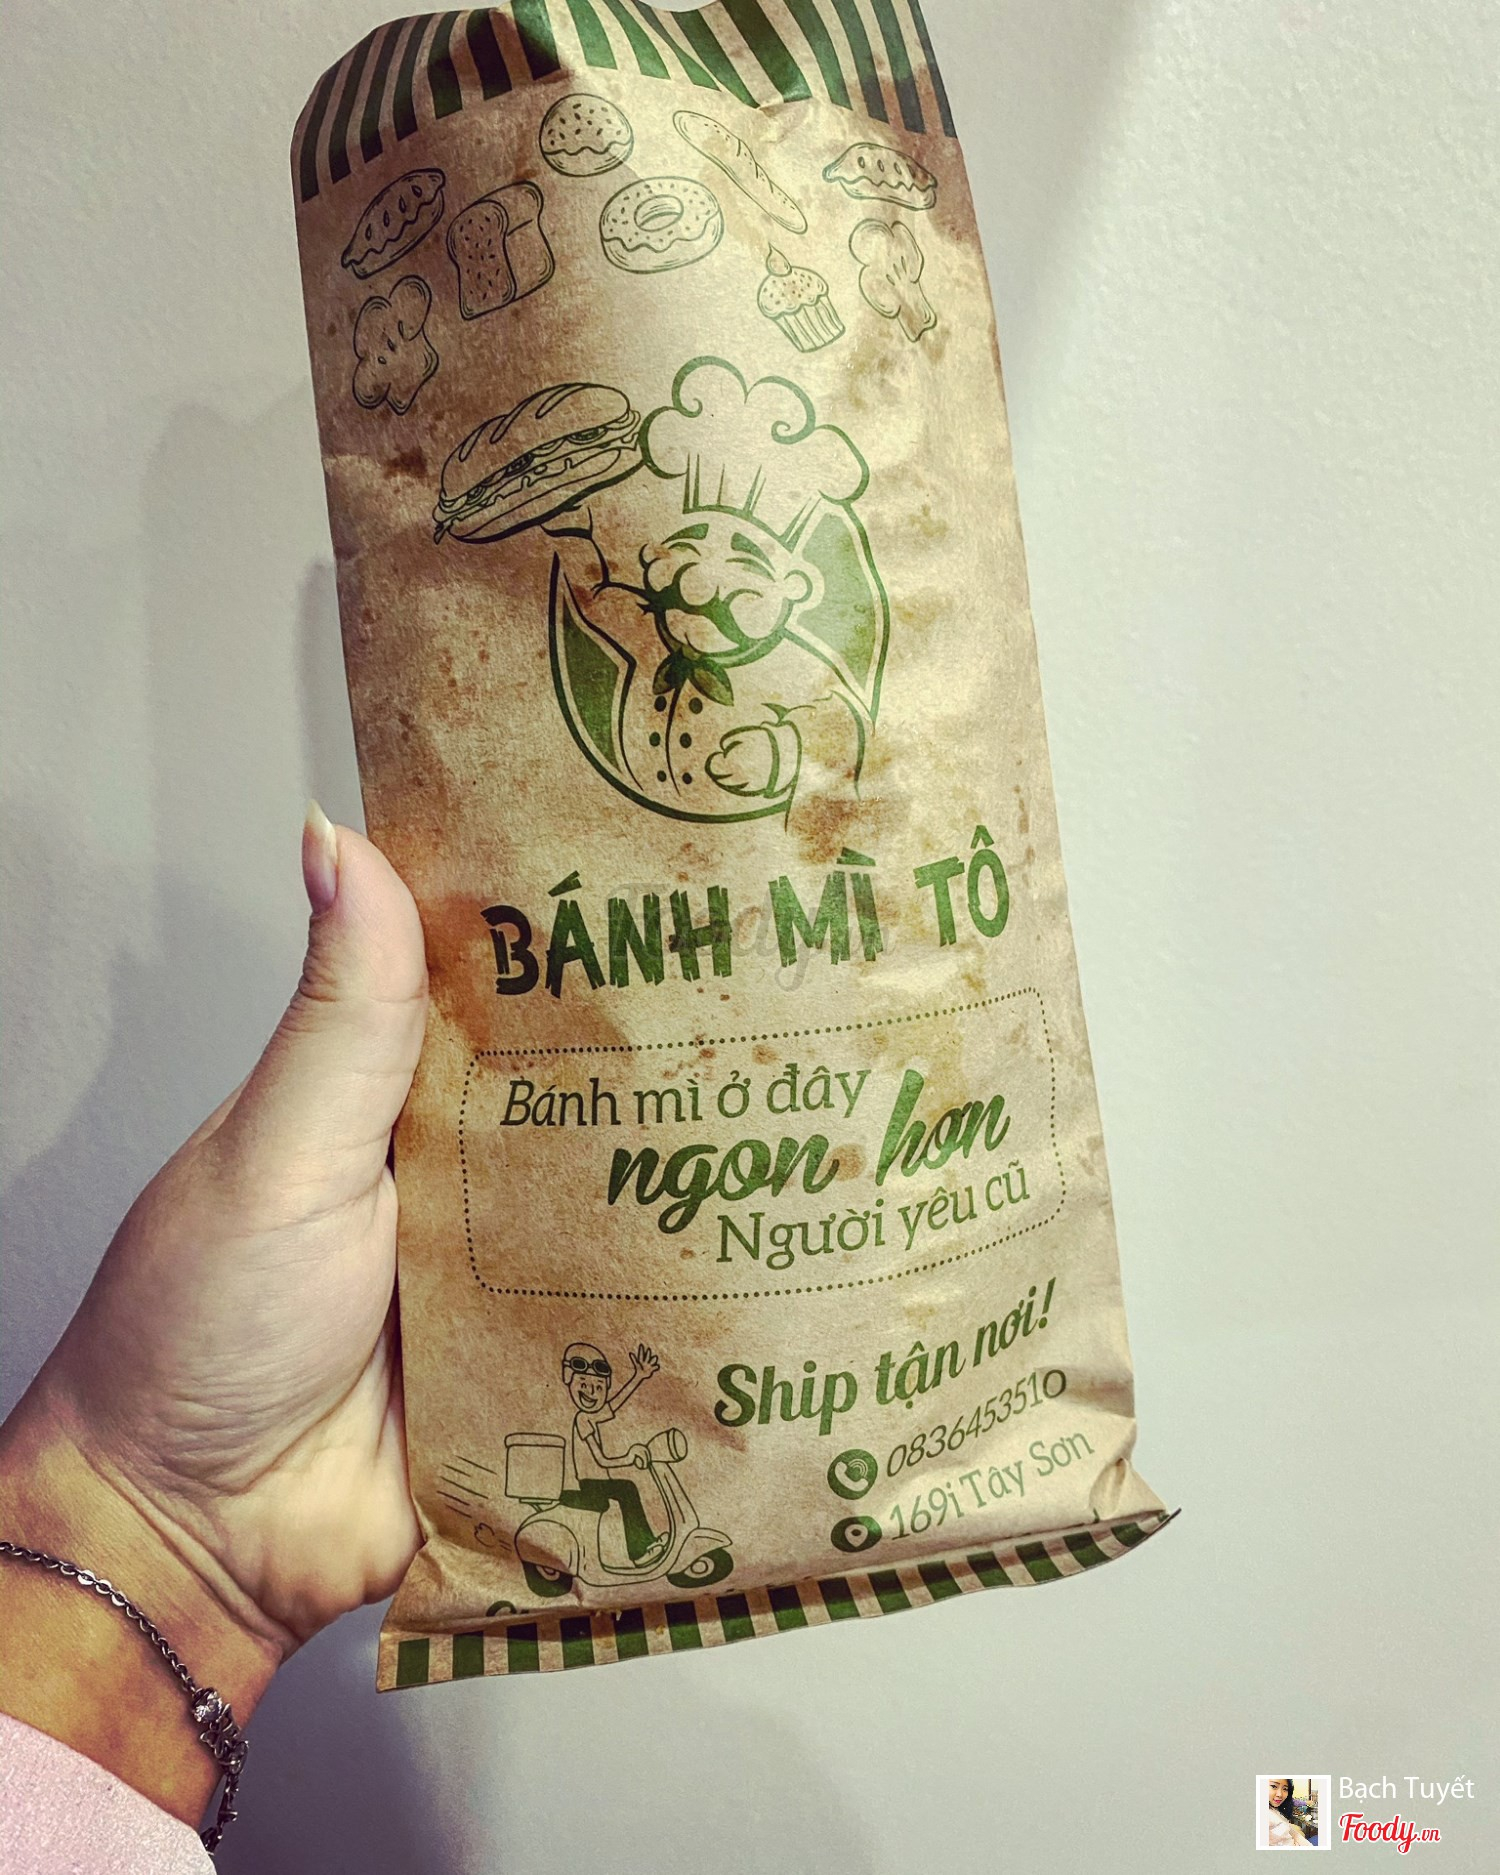 BÁNH MÌ TÔ
Bánh mì ở đây
ngon hơn
Người yêu cũ
Ship tận nơi!
0836453510
169i Tây Sơn
Bạch Tuyết
Foody.vn